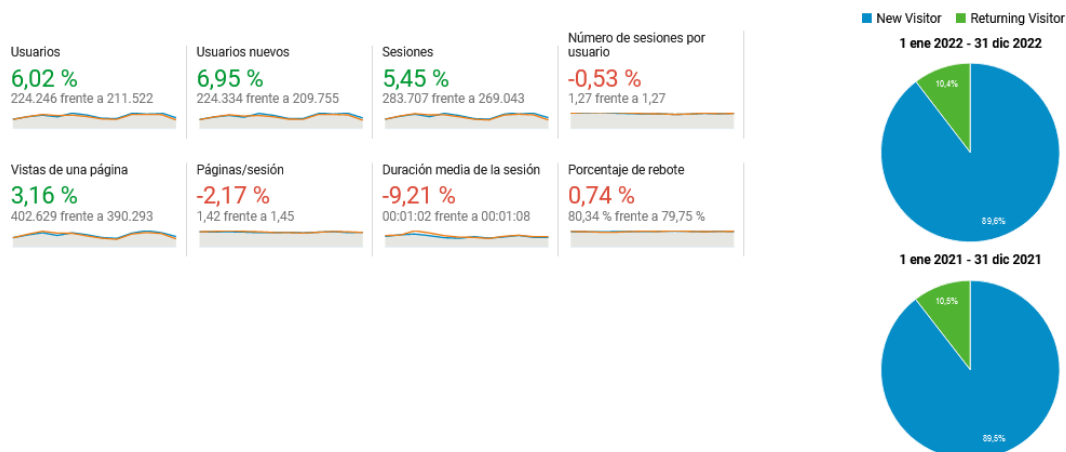 New Visitor
Returning Visitor
1 ene 2022 - 31 dic 2022
Usuarios
6,02 %
224.246 frente a 211.522
Usuarios nuevos
6,95 %
224.334 frente a 209.755
Sesiones
5,45 %
283.707 frente a 269.043
Número de sesiones por
usuario
-0,53 %
1,27 frente a 1,27
10,4%
89,6%
Vistas de una página
3,16 %
402.629 frente a 390.293
Páginas/sesión
-2,17 %
1,42 frente a 1,45
Duración media de la sesión
-9,21 %
00:01:02 frente a 00:01:08
Porcentaje de rebote
0,74 %
80,34 % frente a 79,75 %
1 ene 2021 - 31 dic 2021
10,5%
89,5%